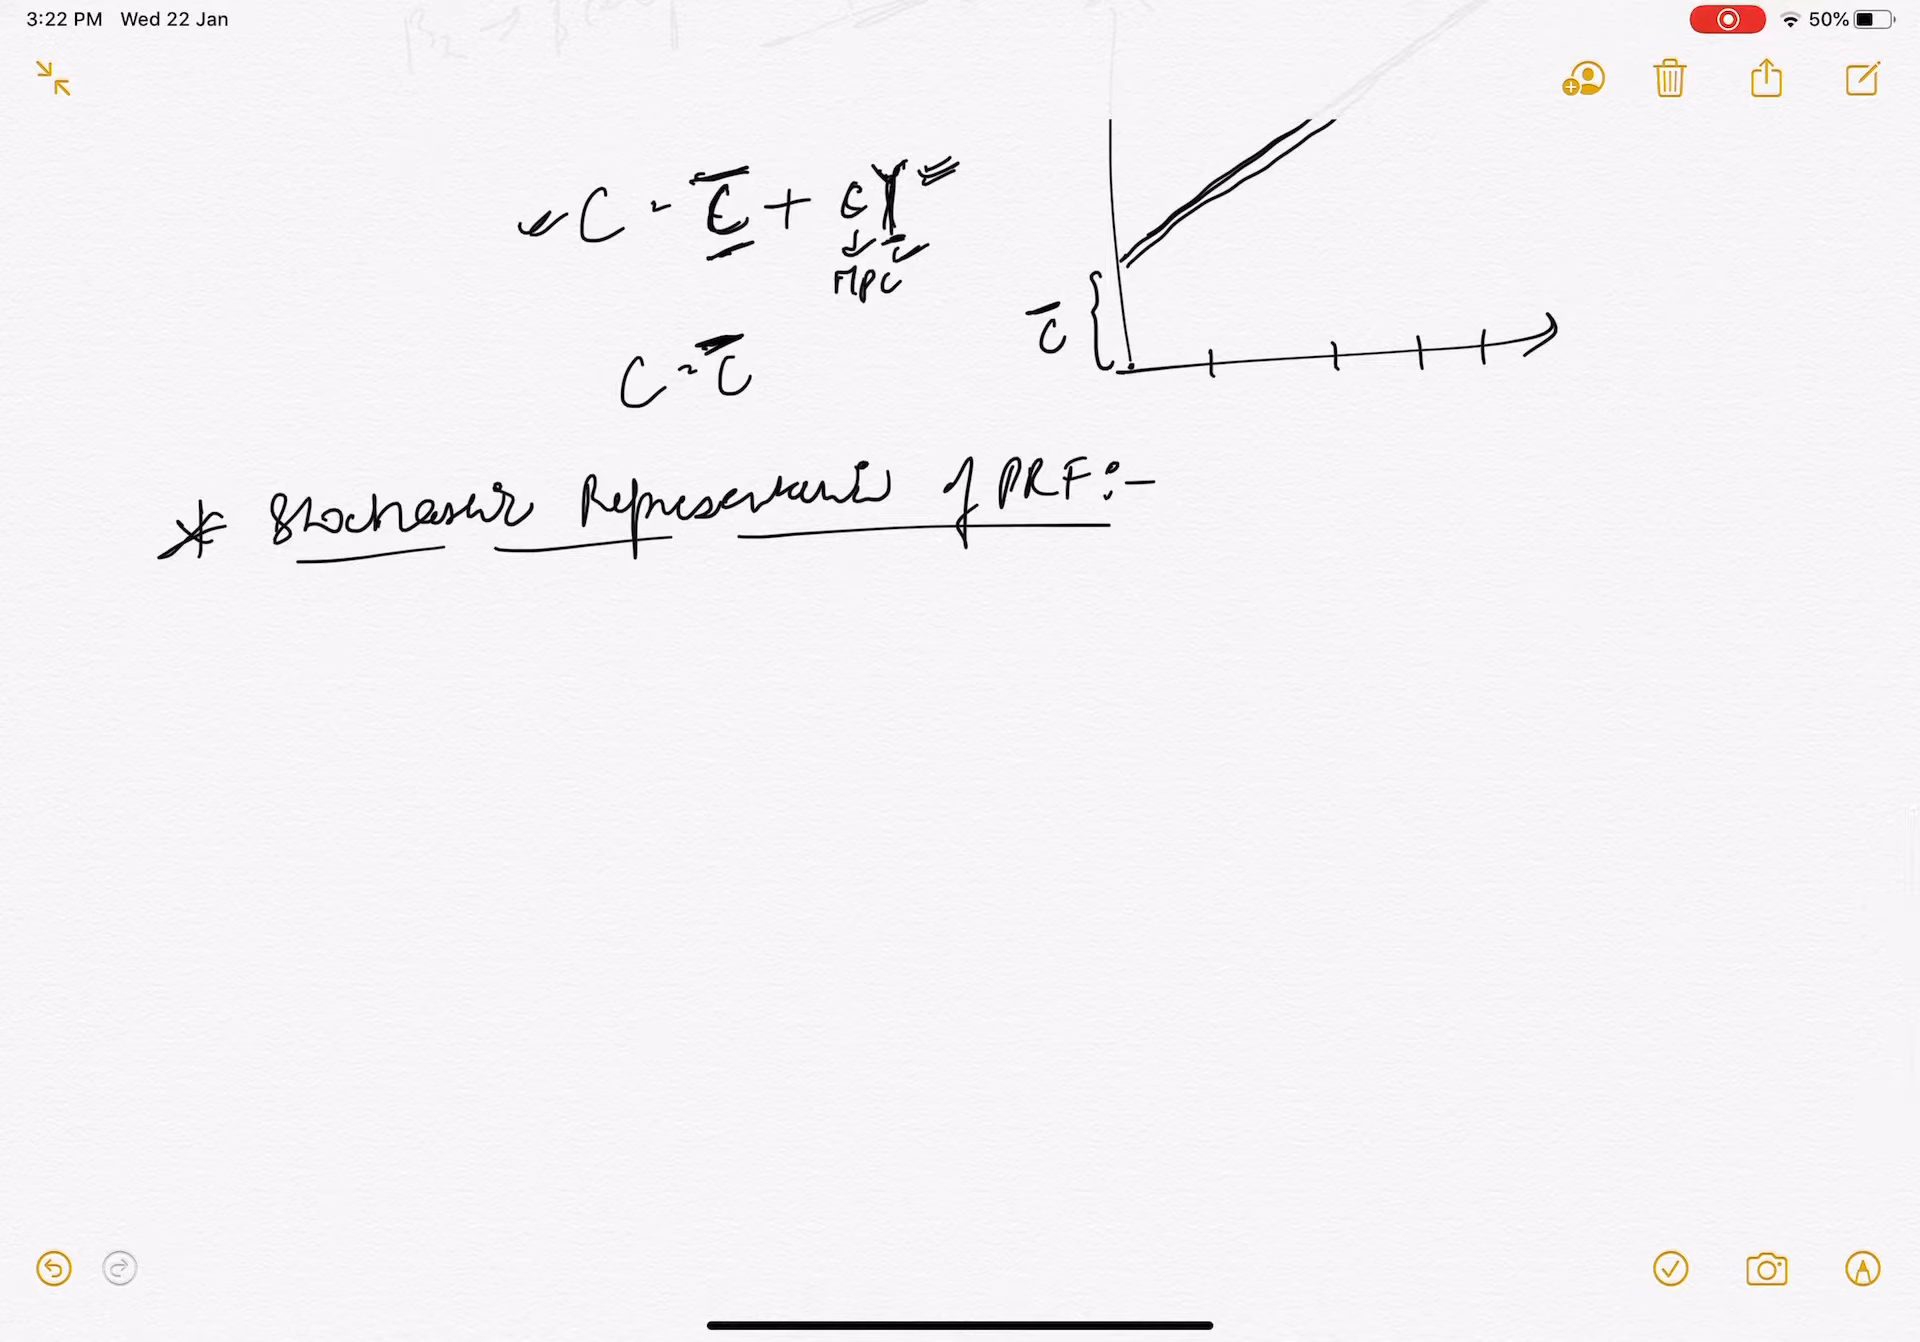 3:22 PM Wed 22 Jan
50%
C = C̅ + cY
MPC
C = C̅
C̅
* Stochastic Representation of PRF :-